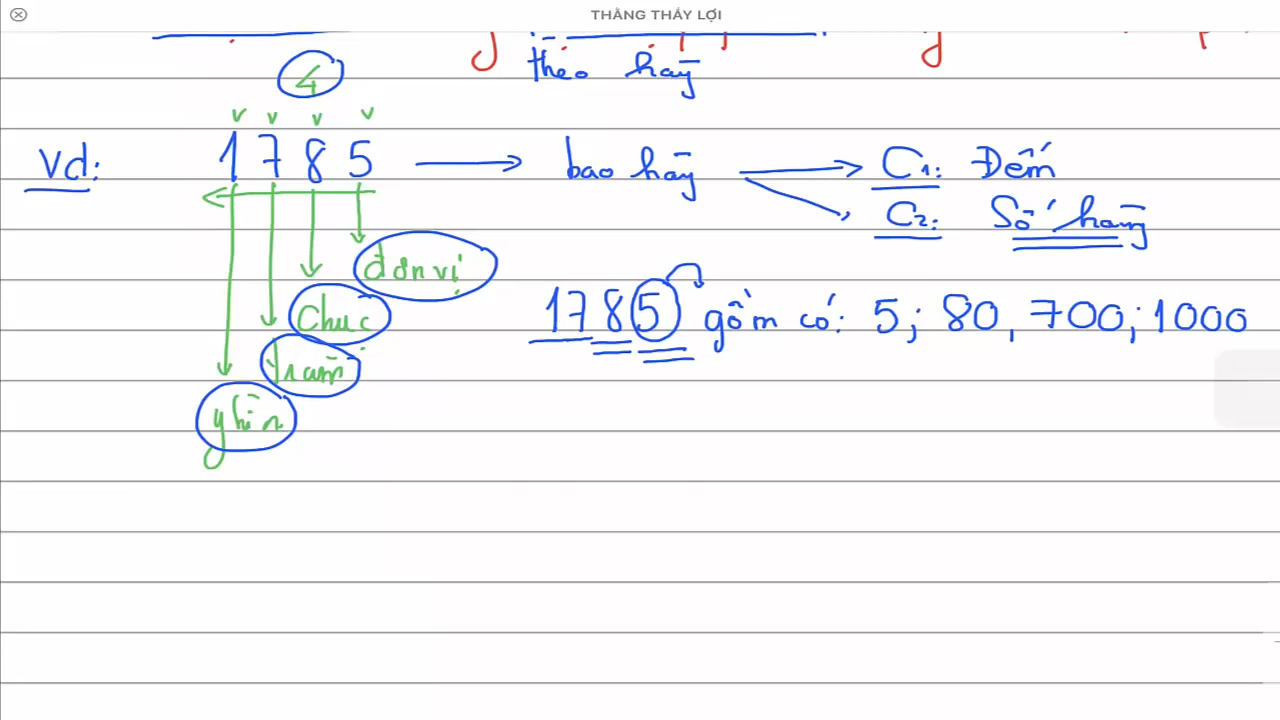 THẮNG THẦY LỢI
theo hàng
4
Vd: 1785 → bao hàng → C1: Đếm
C2: Số hàng
đơn vị
1785 gồm có: 5; 80, 700; 1000
Chục
trăm
ghìn